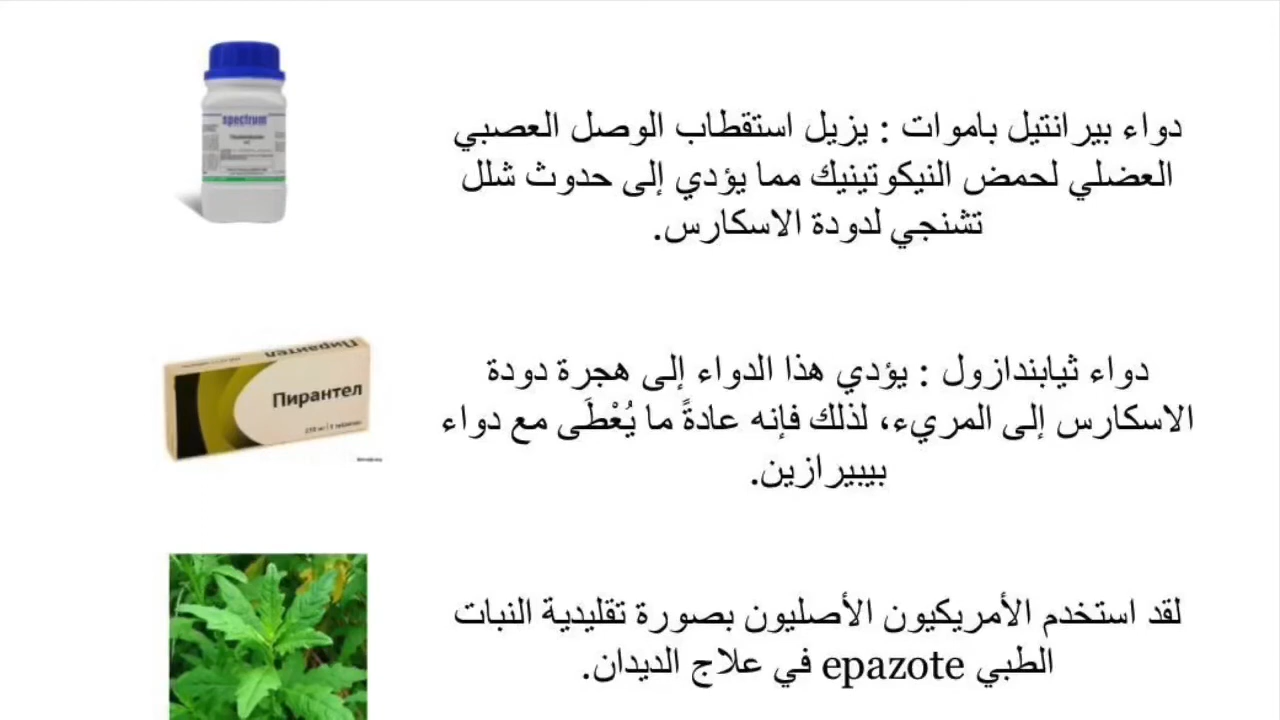 دواء بيرانتيل باموات : يزيل استقطاب الوصل العصبي
العضلي لحمض النيكوتينيك مما يؤدي إلى حدوث شلل
تشنجي لدودة الاسكارس.
spectrum
دواء ثيابندازول : يؤدي هذا الدواء إلى هجرة دودة
الاسكارس إلى المريء، لذلك فإنه عادةً ما يُعْطَى مع دواء
بيبيرازين.
Пирантел
Пирантел
لقد استخدم الأمريكيون الأصليون بصورة تقليدية النبات
الطبي epazote في علاج الديدان.